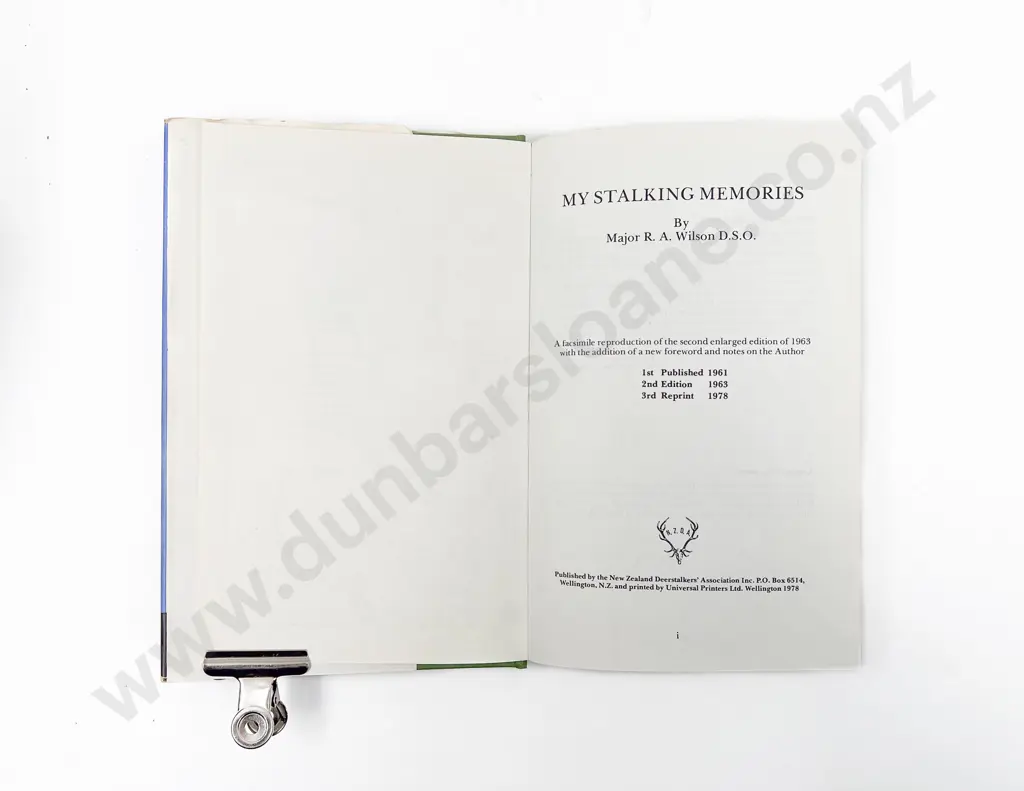 MY STALKING MEMORIES
By
Major R. A. Wilson D.S.O.
A facsimile reproduction of the second enlarged edition of 1963
with the addition of a new foreword and notes on the Author
1st Published 1961
2nd Edition 1963
3rd Reprint 1978
N. Z. D. A.
Published by the New Zealand Deerstalkers' Association Inc. P.O. Box 6514,
Wellington, N.Z. and printed by Universal Printers Ltd. Wellington 1978
i
www.dunbarsloane.co.nz